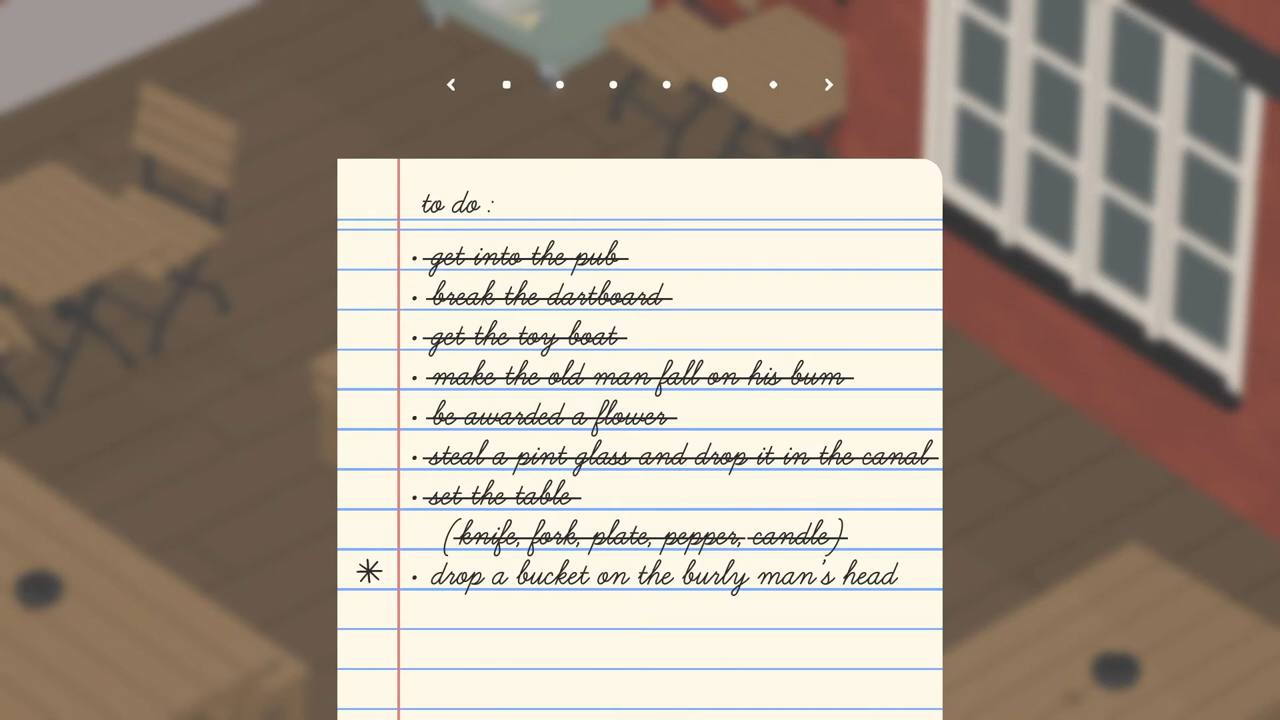 to do :
· get into the pub
· break the dartboard
· get the toy boat
· make the old man fall on his bum
· be awarded a flower
· steal a pint glass and drop it in the canal
· set the table
(knife, fork, plate, pepper, candle)
* · drop a bucket on the burly man's head